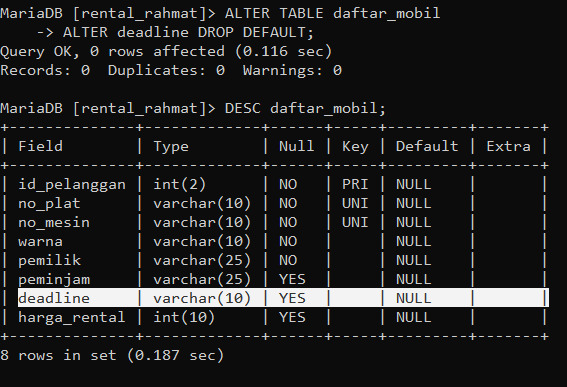 MariaDB [rental_rahmat]> ALTER TABLE daftar_mobil
    -> ALTER deadline DROP DEFAULT;
Query OK, 0 rows affected (0.116 sec)
Records: 0  Duplicates: 0  Warnings: 0

MariaDB [rental_rahmat]> DESC daftar_mobil;
+--------------+-------------+------+-----+---------+-------+
| Field        | Type        | Null | Key | Default | Extra |
+--------------+-------------+------+-----+---------+-------+
| id_pelanggan | int(2)      | NO   | PRI | NULL    |       |
| no_plat      | varchar(10) | NO   | UNI | NULL    |       |
| no_mesin     | varchar(10) | NO   | UNI | NULL    |       |
| warna        | varchar(10) | NO   |     | NULL    |       |
| pemilik      | varchar(25) | NO   |     | NULL    |       |
| peminjam     | varchar(25) | YES  |     | NULL    |       |
| deadline     | varchar(10) | YES  |     | NULL    |       |
| harga_rental | int(10)     | YES  |     | NULL    |       |
+--------------+-------------+------+-----+---------+-------+
8 rows in set (0.187 sec)